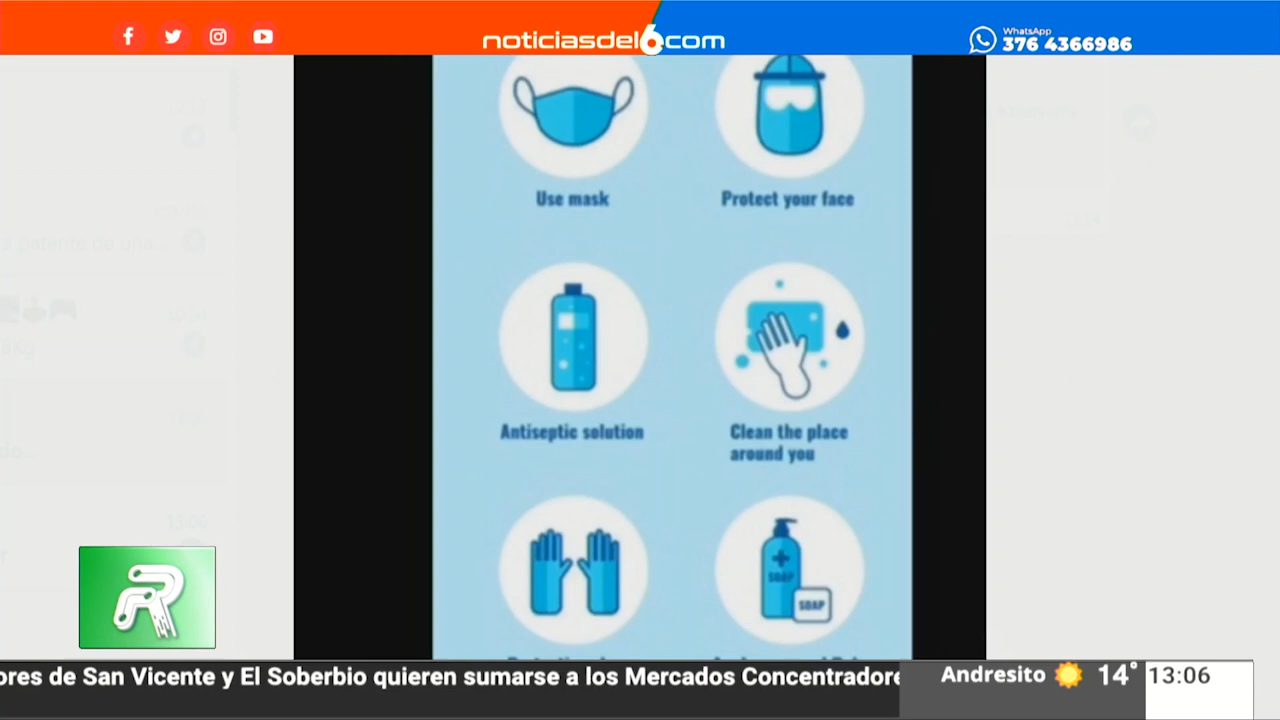 noticiasdel6.com
WhatsApp
376 4366986
Use mask
Protect your face
Antiseptic solution
Clean the place
around you
SOAP
SOAP
R
ores de San Vicente y El Soberbio quieren sumarse a los Mercados Concentradore
Andresito 14°
13:06